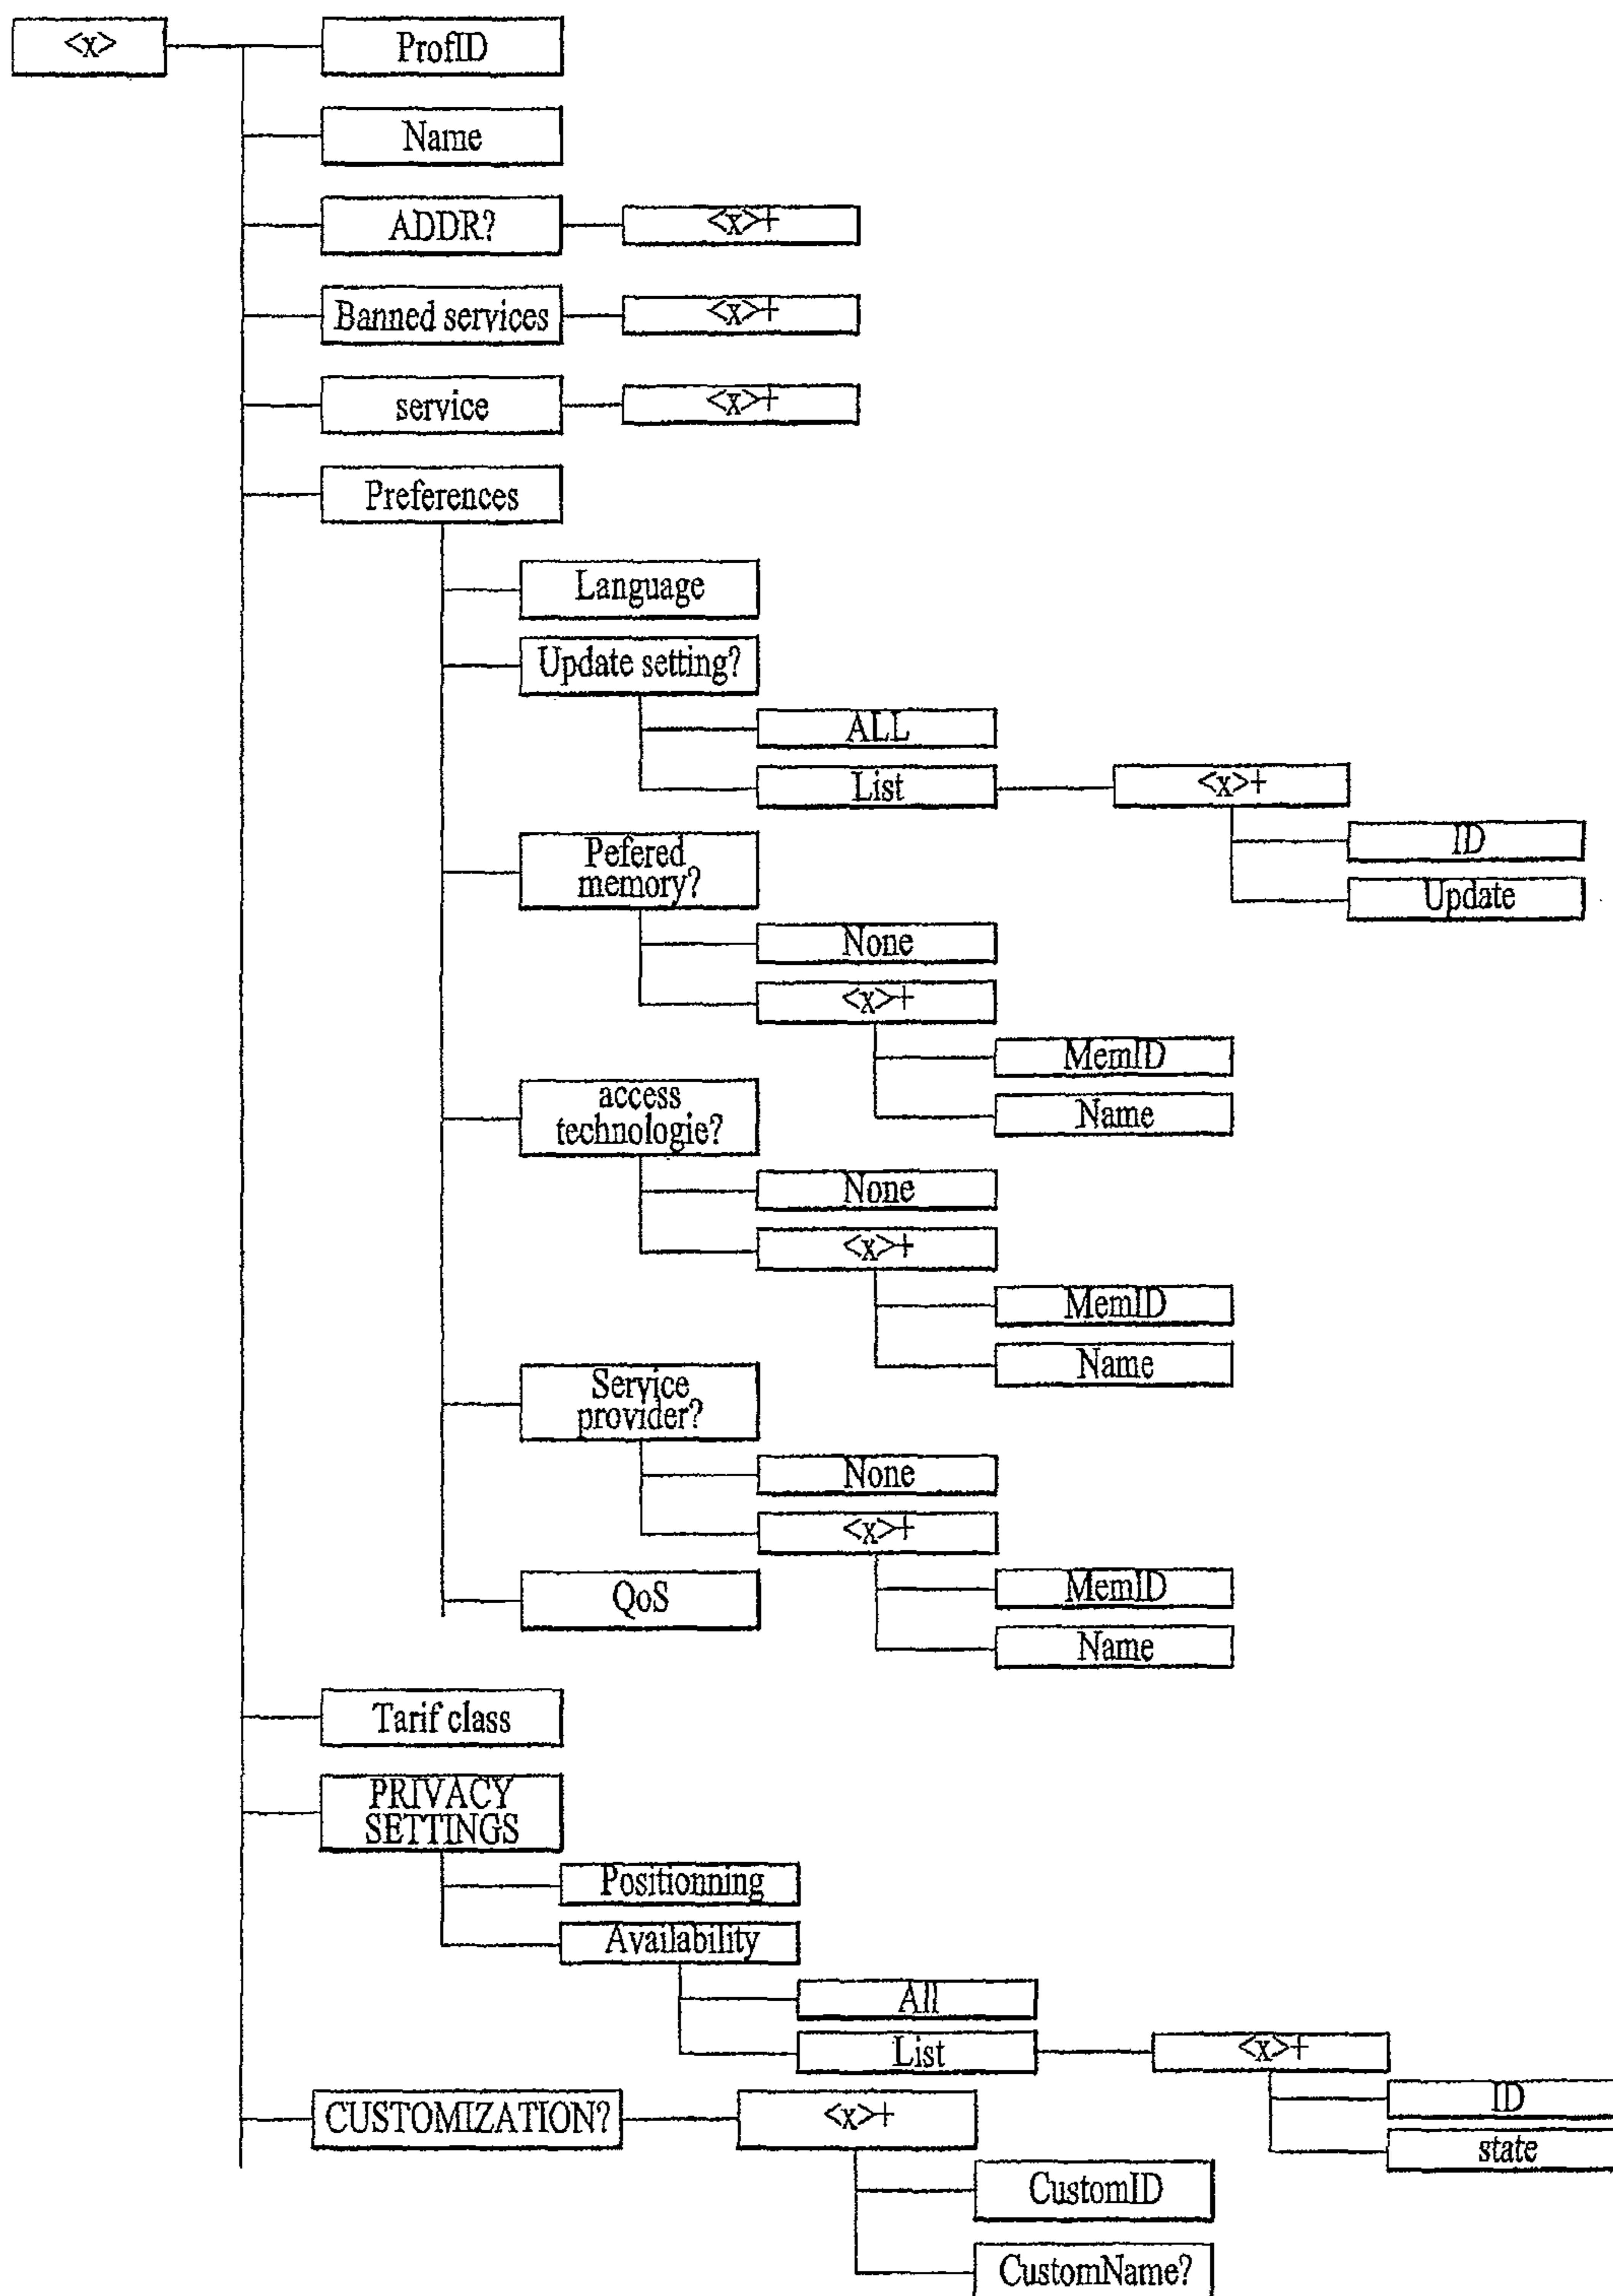 <x>
ProfID
Name
ADDR?
<x>+
Banned services
<x>+
service
<x>+
Preferences
Language
Update setting?
ALL
List
<x>+
ID
Update
Pefered
memory?
None
<x>+
MemID
Name
access
technologie?
None
<x>+
MemID
Name
Service
provider?
None
<x>+
MemID
Name
QoS
Tarif class
PRIVACY
SETTINGS
Positionning
Availability
All
List
<x>+
ID
state
CUSTOMIZATION?
<x>+
CustomID
CustomName?